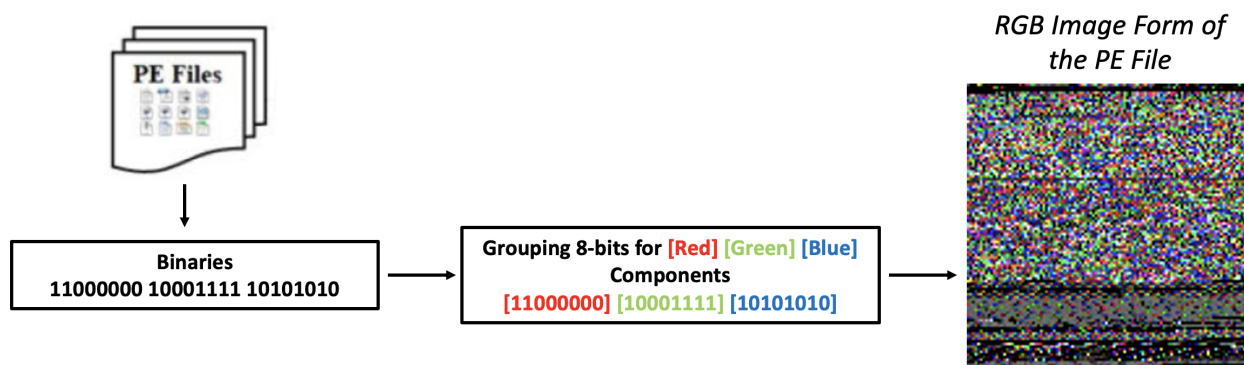 PE Files
Binaries
11000000 10001111 10101010
Grouping 8-bits for [Red] [Green] [Blue]
Components
[11000000] [10001111] [10101010]
RGB Image Form of
the PE File